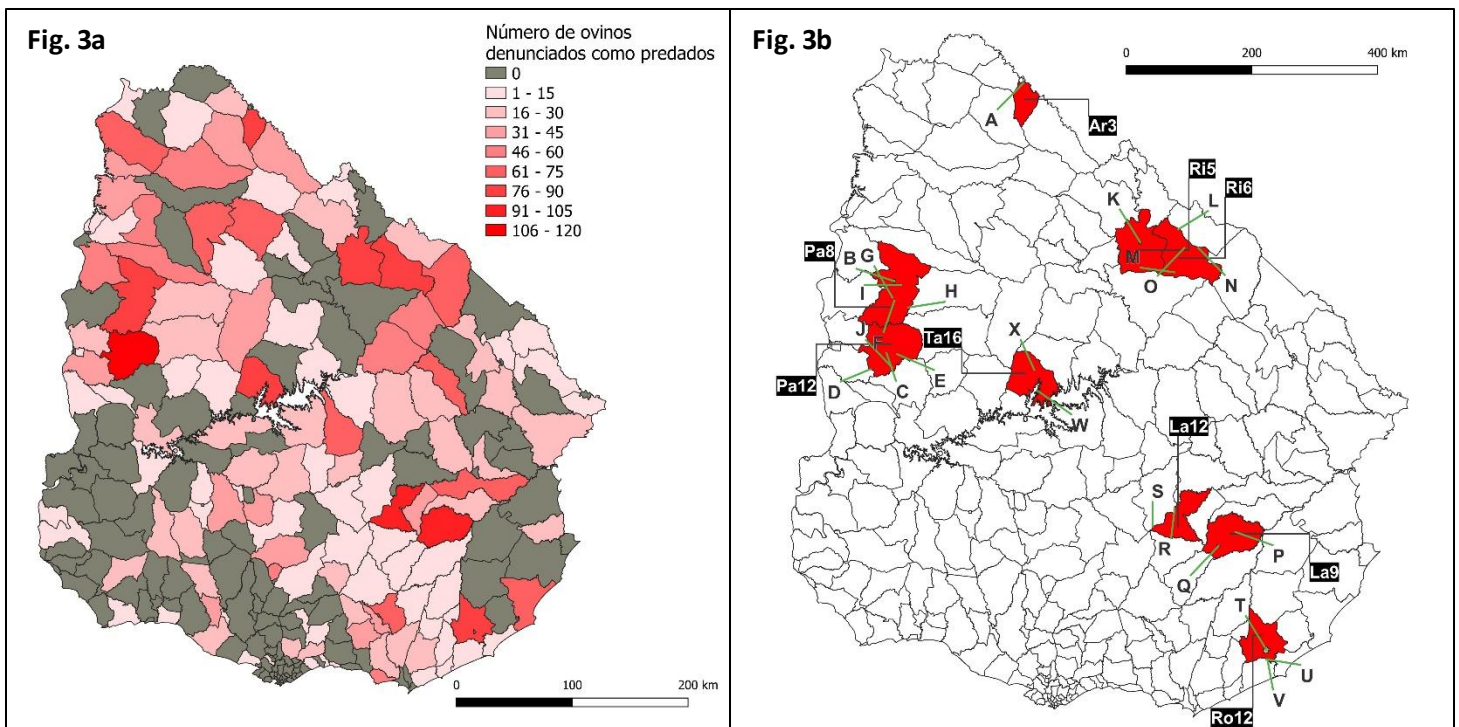 Fig. 3a
Número de ovinos
denunciados como predados
0
1 - 15
16 - 30
31 - 45
46 - 60
61 - 75
76 - 90
91 - 105
106 - 120
0 100 200 km
Fig. 3b
0 200 400 km
A
Ar3
Ri5
Ri6
K
L
Pa8
G
B
M
I
H
O
N
J
X
F
Ta16
Pa12
D
C
E
W
La12
S
R
P
Q
La9
T
U
V
Ro12